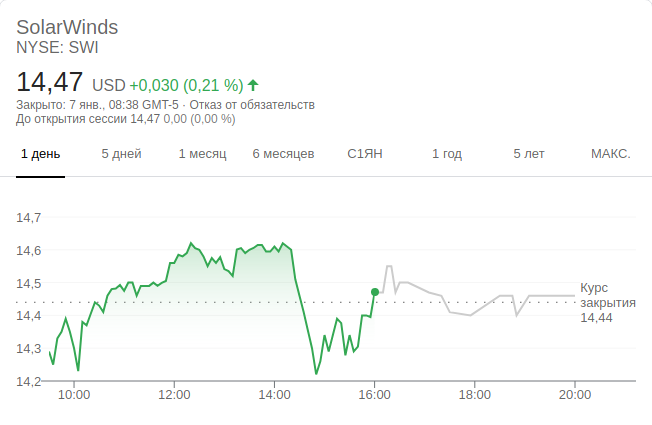 SolarWinds
NYSE: SWI
14,47 USD +0,030 (0,21 %)
Закрыто: 7 янв., 08:38 GMT-5 · Отказ от обязательств
До открытия сессии 14,47 0,00 (0,00 %)
1 день 5 дней 1 месяц 6 месяцев С1ЯН 1 год 5 лет МАКС.
14,7
14,6
14,5
14,4
14,3
14,2
Курс
закрытия
14,44
10:00 12:00 14:00 16:00 18:00 20:00